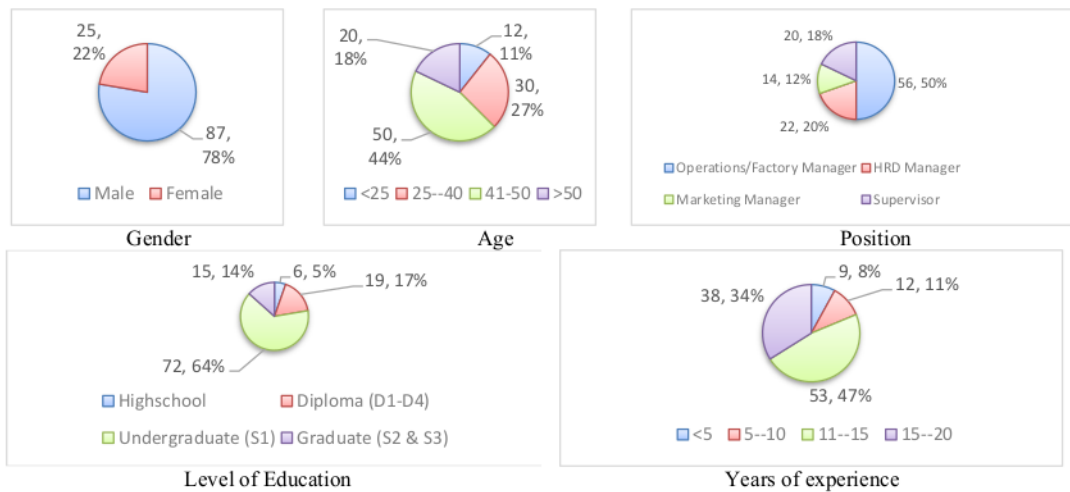 25,
22%
87,
78%
Male Female
Gender
20,
18%
12,
11%
30,
27%
50,
44%
<25 25--40 41-50 >50
Age
20, 18%
14, 12%
56, 50%
22, 20%
Operations/Factory Manager HRD Manager
Marketing Manager Supervisor
Position
15, 14% 6, 5%
19, 17%
72, 64%
Highschool Diploma (D1-D4)
Undergraduate (S1) Graduate (S2 & S3)
Level of Education
9, 8%
38, 34% 12, 11%
53, 47%
<5 5--10 11--15 15--20
Years of experience